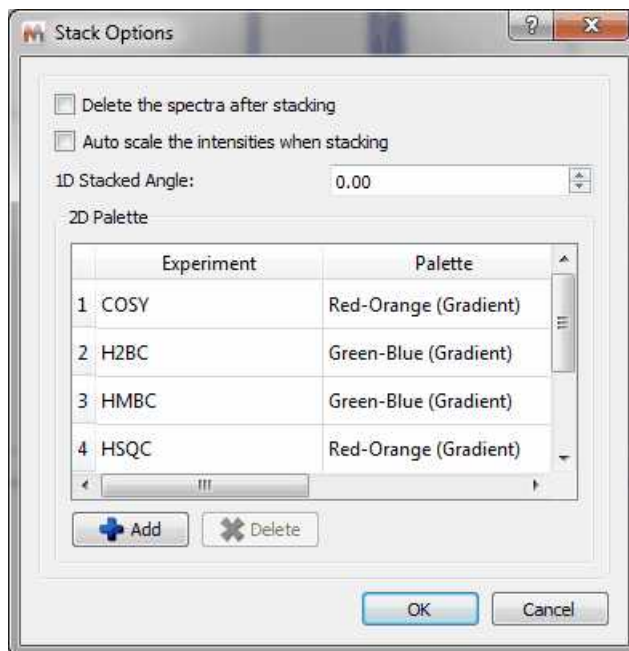 Stack Options
Delete the spectra after stacking
Auto scale the intensities when stacking
1D Stacked Angle: 0.00
2D Palette
Experiment Palette
1 COSY Red-Orange (Gradient)
2 H2BC Green-Blue (Gradient)
3 HMBC Green-Blue (Gradient)
4 HSQC Red-Orange (Gradient)
Add Delete
OK Cancel